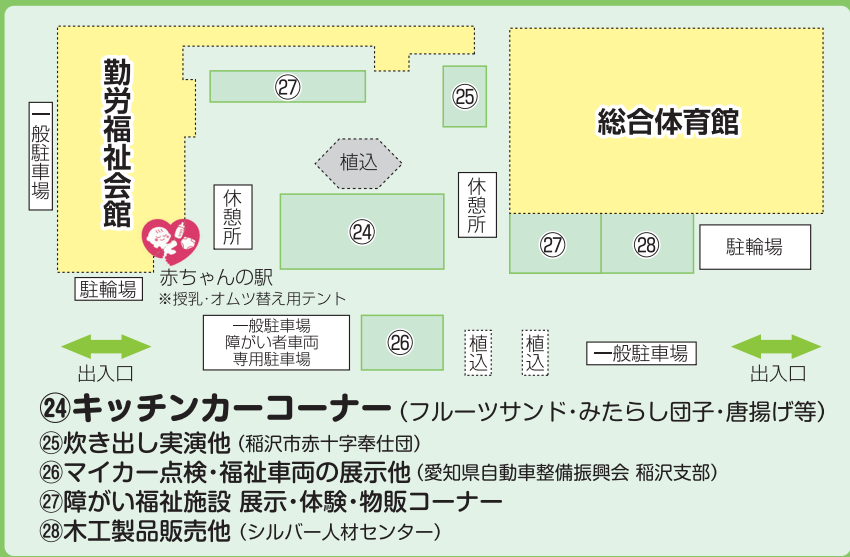 勤労福祉会館
㉗
㉕
総合体育館
一般駐車場
植込
休憩所
㉔
休憩所
㉗
㉘
駐輪場
赤ちゃんの駅
※授乳・オムツ替え用テント
駐輪場
一般駐車場
障がい者車両
専用駐車場
㉖
植込
植込
一般駐車場
出入口
出入口
㉔キッチンカーコーナー（フルーツサンド・みたらし団子・唐揚げ等）
㉕炊き出し実演他（稲沢市赤十字奉仕団）
㉖マイカー点検・福祉車両の展示他（愛知県自動車整備振興会 稲沢支部）
㉗障がい福祉施設 展示・体験・物販コーナー
㉘木工製品販売他（シルバー人材センター）